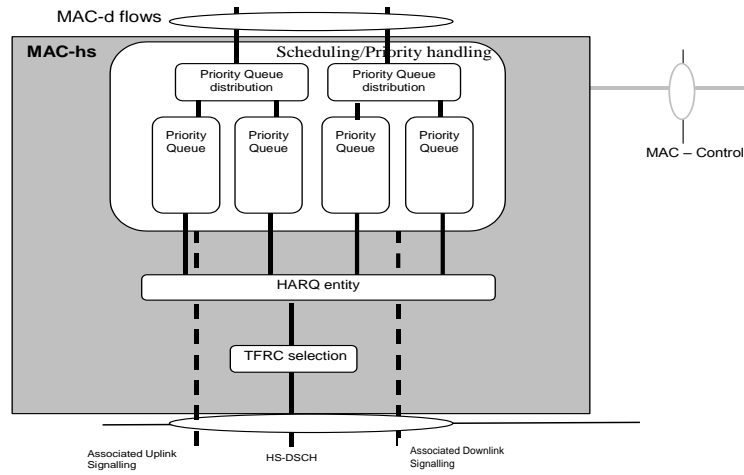 MAC-d flows
MAC-hs
Scheduling/Priority handling
Priority Queue
distribution
Priority Queue
distribution
Priority
Queue
Priority
Queue
Priority
Queue
Priority
Queue
MAC – Control
HARQ entity
TFRC selection
Associated Uplink
Signalling
HS-DSCH
Associated Downlink
Signalling